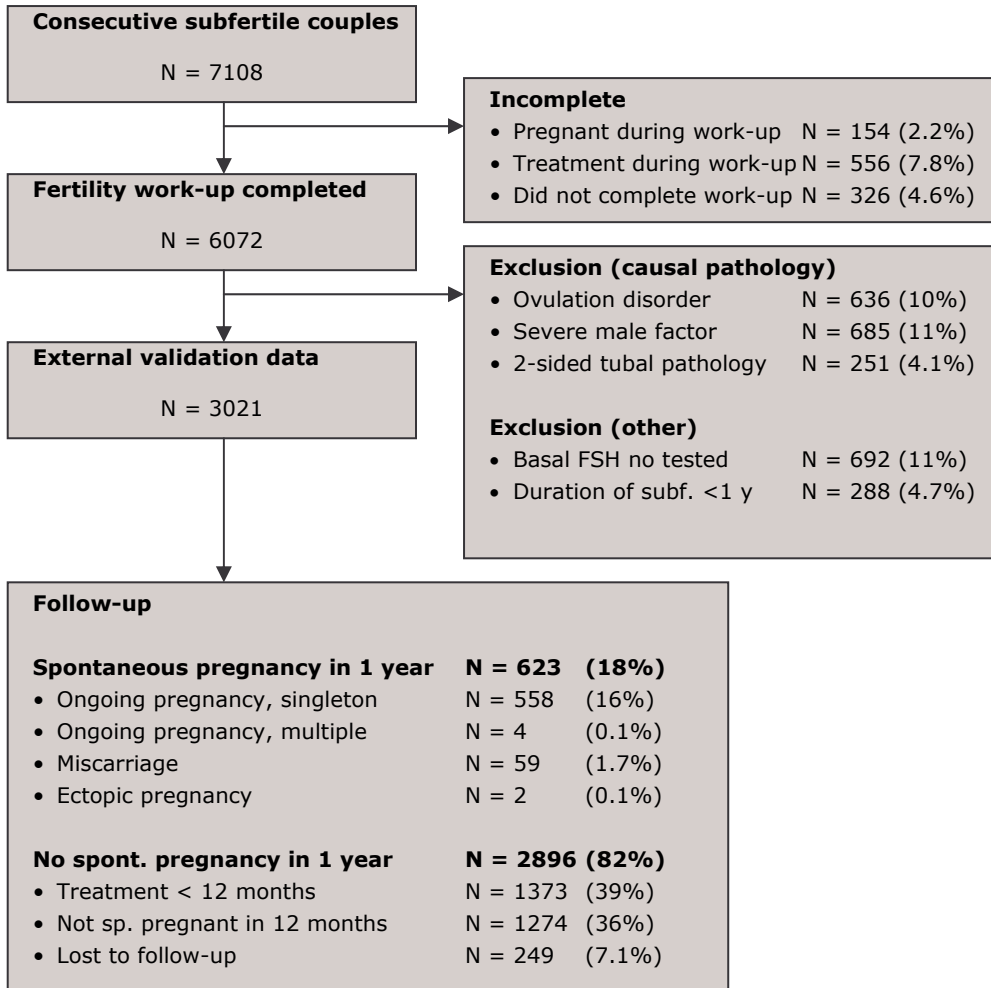 Consecutive subfertile couples
N = 7108
Incomplete
• Pregnant during work-up N = 154 (2.2%)
• Treatment during work-up N = 556 (7.8%)
• Did not complete work-up N = 326 (4.6%)
Fertility work-up completed
N = 6072
Exclusion (causal pathology)
• Ovulation disorder N = 636 (10%)
• Severe male factor N = 685 (11%)
• 2-sided tubal pathology N = 251 (4.1%)
Exclusion (other)
• Basal FSH no tested N = 692 (11%)
• Duration of subf. <1 y N = 288 (4.7%)
External validation data
N = 3021
Follow-up
Spontaneous pregnancy in 1 year N = 623 (18%)
• Ongoing pregnancy, singleton N = 558 (16%)
• Ongoing pregnancy, multiple N = 4 (0.1%)
• Miscarriage N = 59 (1.7%)
• Ectopic pregnancy N = 2 (0.1%)
No spont. pregnancy in 1 year N = 2896 (82%)
• Treatment < 12 months N = 1373 (39%)
• Not sp. pregnant in 12 months N = 1274 (36%)
• Lost to follow-up N = 249 (7.1%)